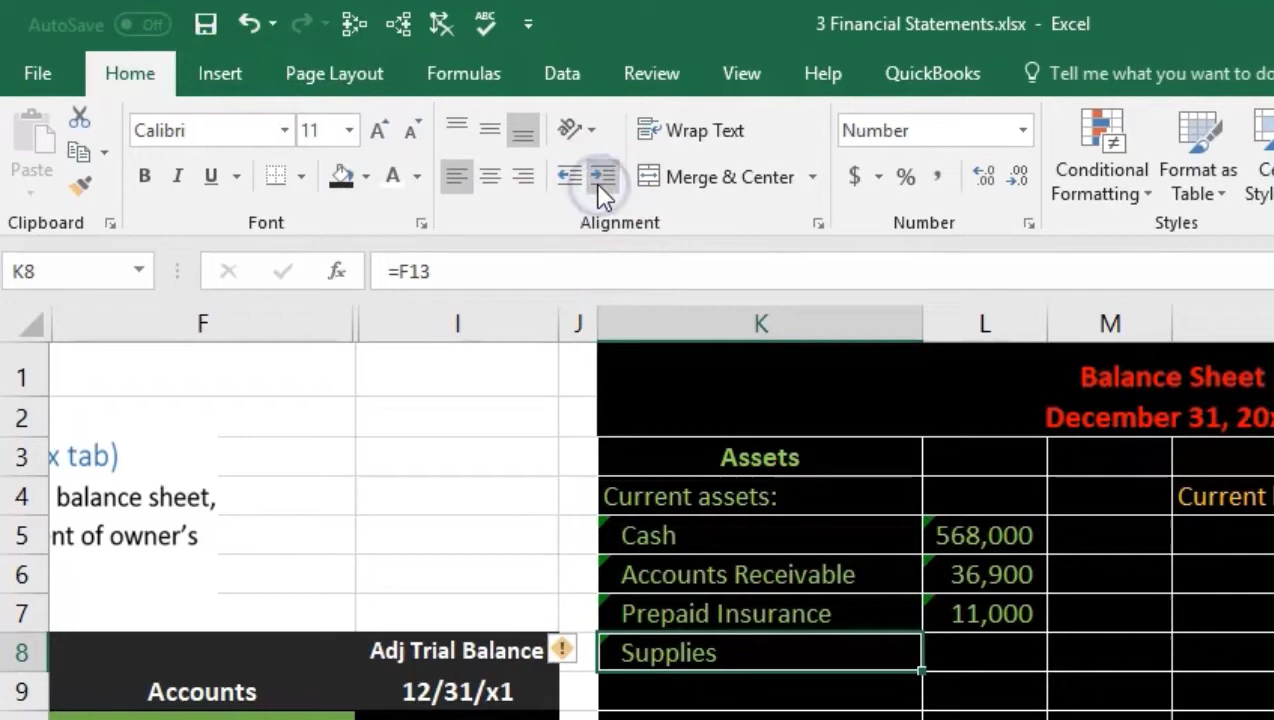 AutoSave Off
ABC
3 Financial Statements.xlsx - Excel
File Home Insert Page Layout Formulas Data Review View Help QuickBooks Tell me what you want to do
Calibri 11 A A Wrap Text Number
Paste B I U A Merge & Center $ % , .00 Conditional Formatting Format as Table
Clipboard Font Alignment Number Styles
K8 fx =F13
F I J K L M
1 Balance Sheet
2 December 31,
3 x tab) Assets
4 balance sheet, Current assets: Current
5 nt of owner’s Cash 568,000
6 Accounts Receivable 36,900
7 Prepaid Insurance 11,000
8 Adj Trial Balance ! Supplies
9 Accounts 12/31/x1